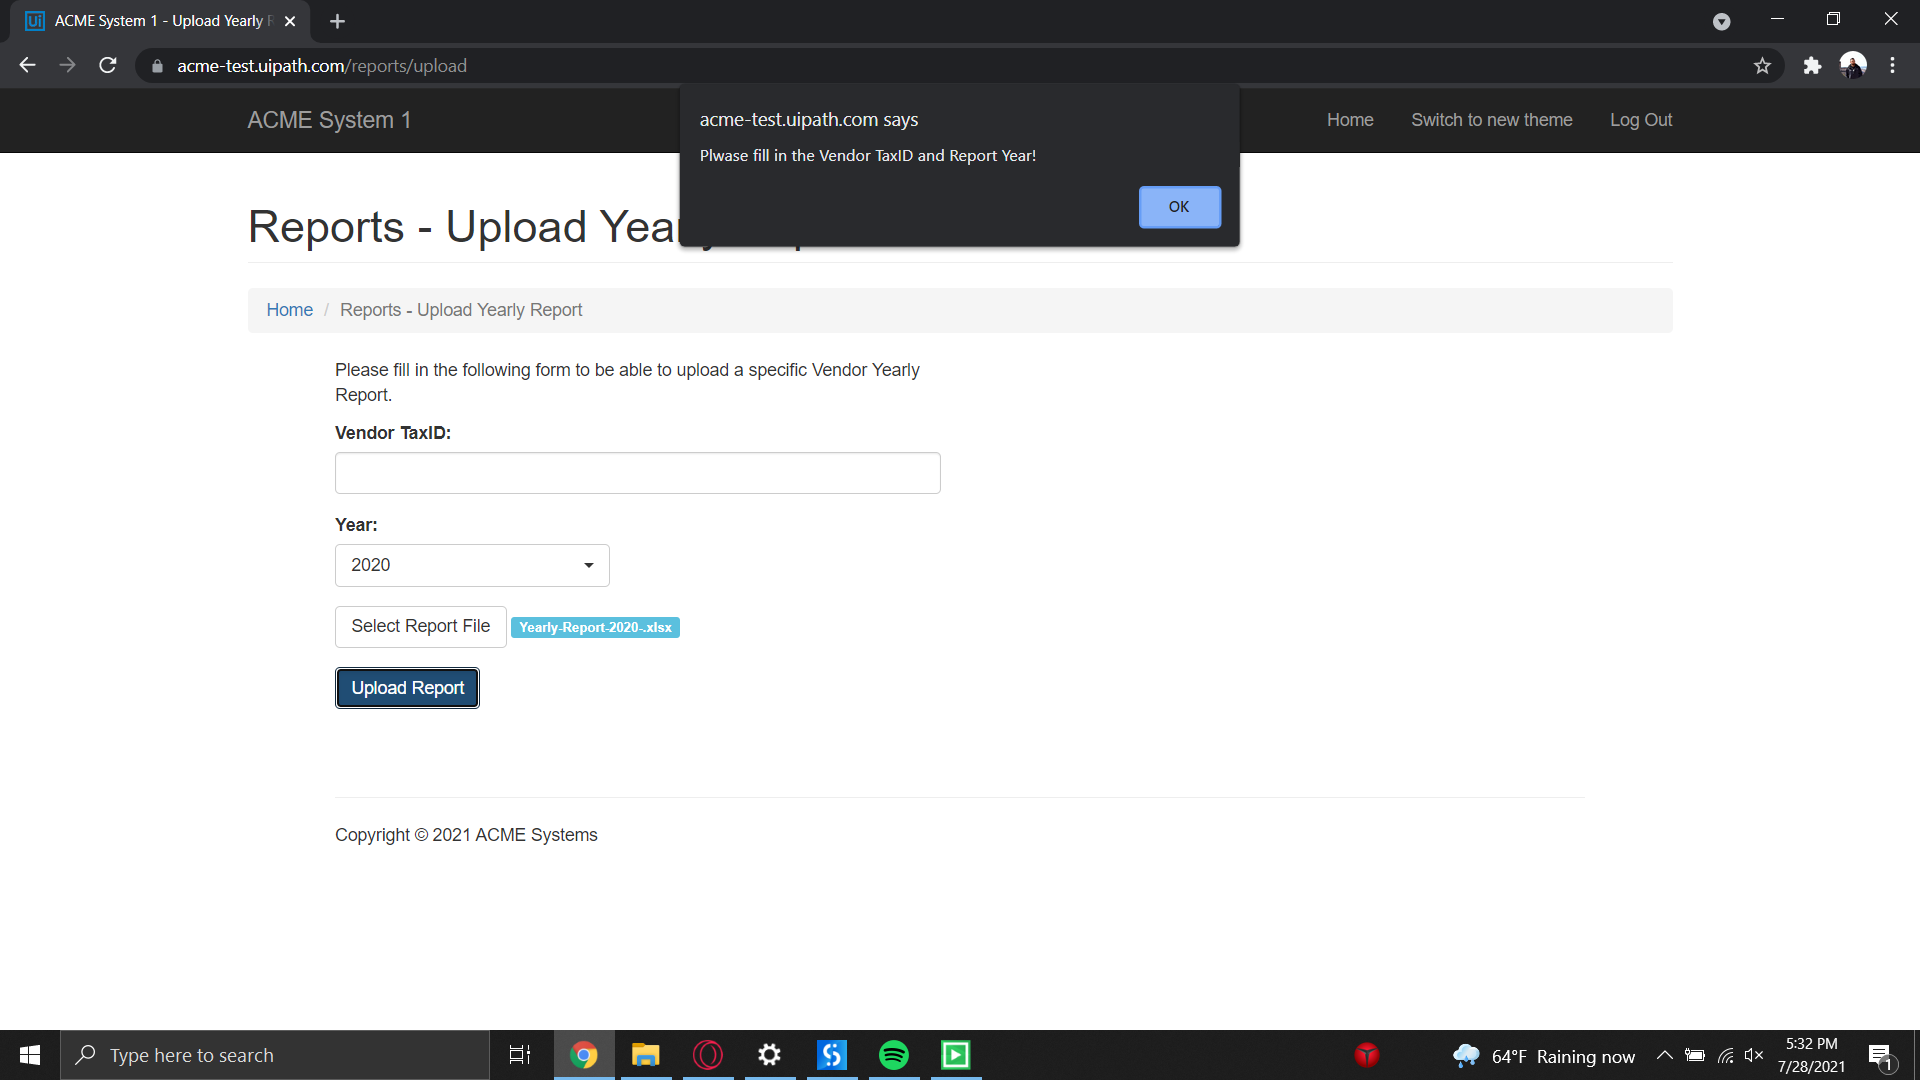 ACME System 1 - Upload Yearly
acme-test.uipath.com/reports/upload
ACME System 1
Home
Switch to new theme
Log Out
acme-test.uipath.com says
Plwase fill in the Vendor TaxID and Report Year!
OK
Reports - Upload
Home / Reports - Upload Yearly Report
Please fill in the following form to be able to upload a specific Vendor Yearly
Report.
Vendor TaxID:
Year:
2020
Select Report File
Yearly-Report-2020-.xlsx
Upload Report
Copyright © 2021 ACME Systems
Type here to search
64°F Raining now
5:32 PM
7/28/2021
1